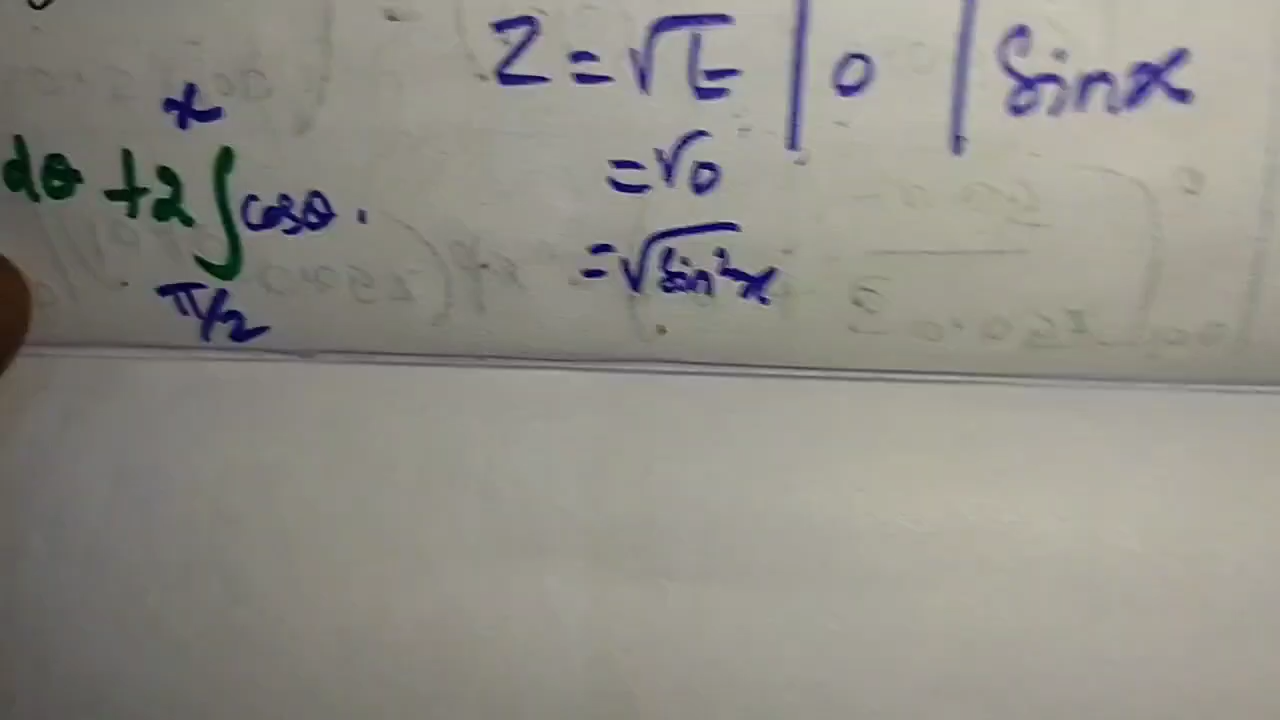 Z = √t | 0 | Sinx
= √0
= √Sin²x
x
dθ + 2 ∫ cosθ .
π/2